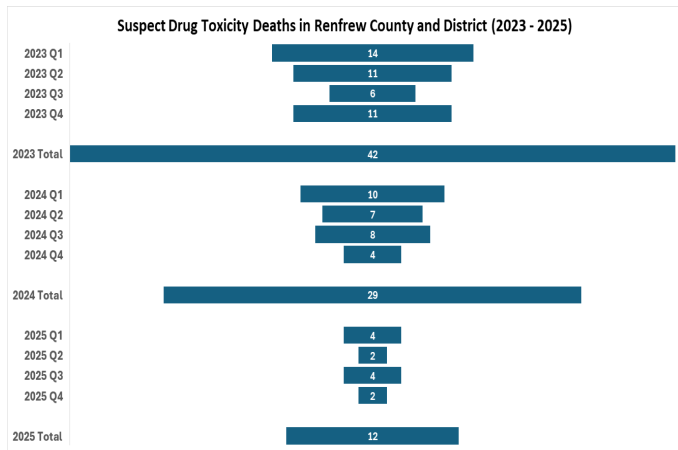 Suspect Drug Toxicity Deaths in Renfrew County and District (2023 - 2025)
2023 Q1 14
2023 Q2 11
2023 Q3 6
2023 Q4 11
2023 Total 42
2024 Q1 10
2024 Q2 7
2024 Q3 8
2024 Q4 4
2024 Total 29
2025 Q1 4
2025 Q2 2
2025 Q3 4
2025 Q4 2
2025 Total 12